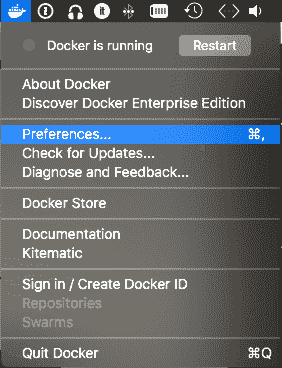 Docker is running Restart
About Docker
Discover Docker Enterprise Edition
Preferences... ⌘,
Check for Updates...
Diagnose and Feedback...
Docker Store
Documentation
Kitematic
Sign in / Create Docker ID
Repositories
Swarms
Quit Docker ⌘Q